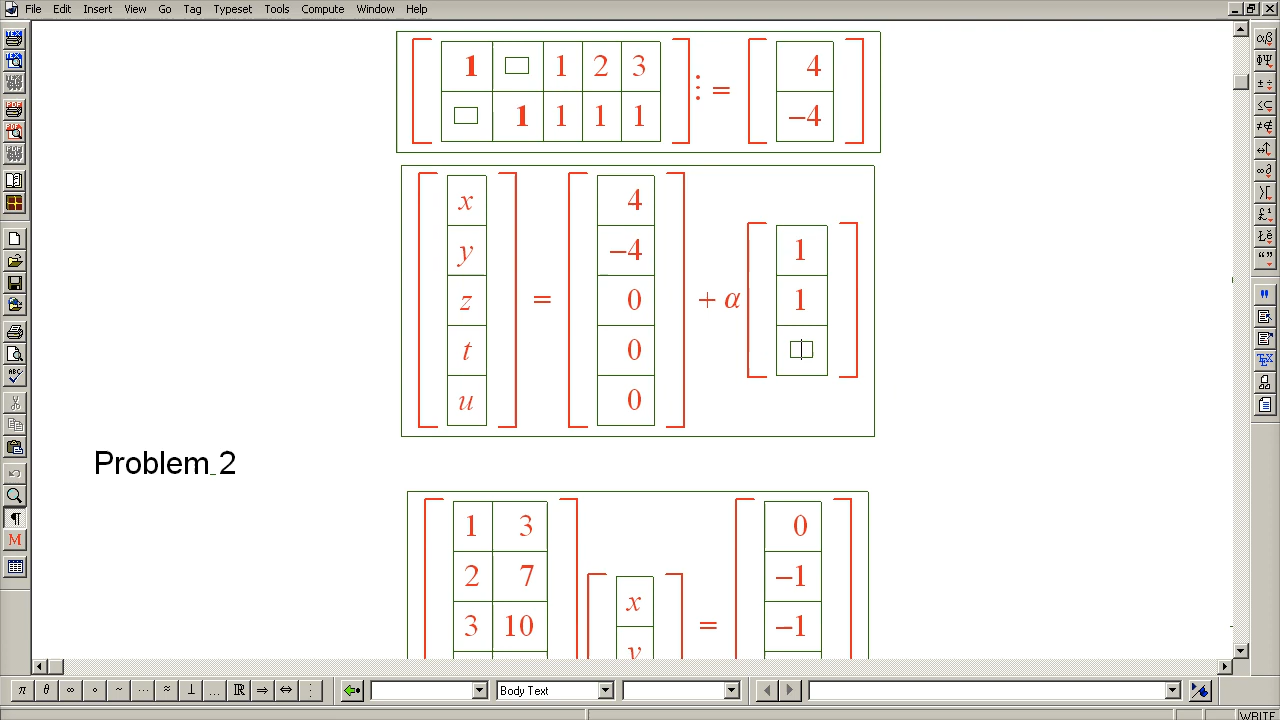 File Edit Insert View Go Tag Typeset Tools Compute Window Help
1 1 2 3 ⋮ = 4
1 1 1 1 −4
x 4
y −4 1
z = 0 + α 1
t 0
u 0
Problem 2
1 3 0
2 7 −1
3 10 x = −1
y
π θ ∞ ∘ ~ ⋯ ≈ ⊥ … ℝ ⇒ ⇔ ⋮ Body Text
WRITE